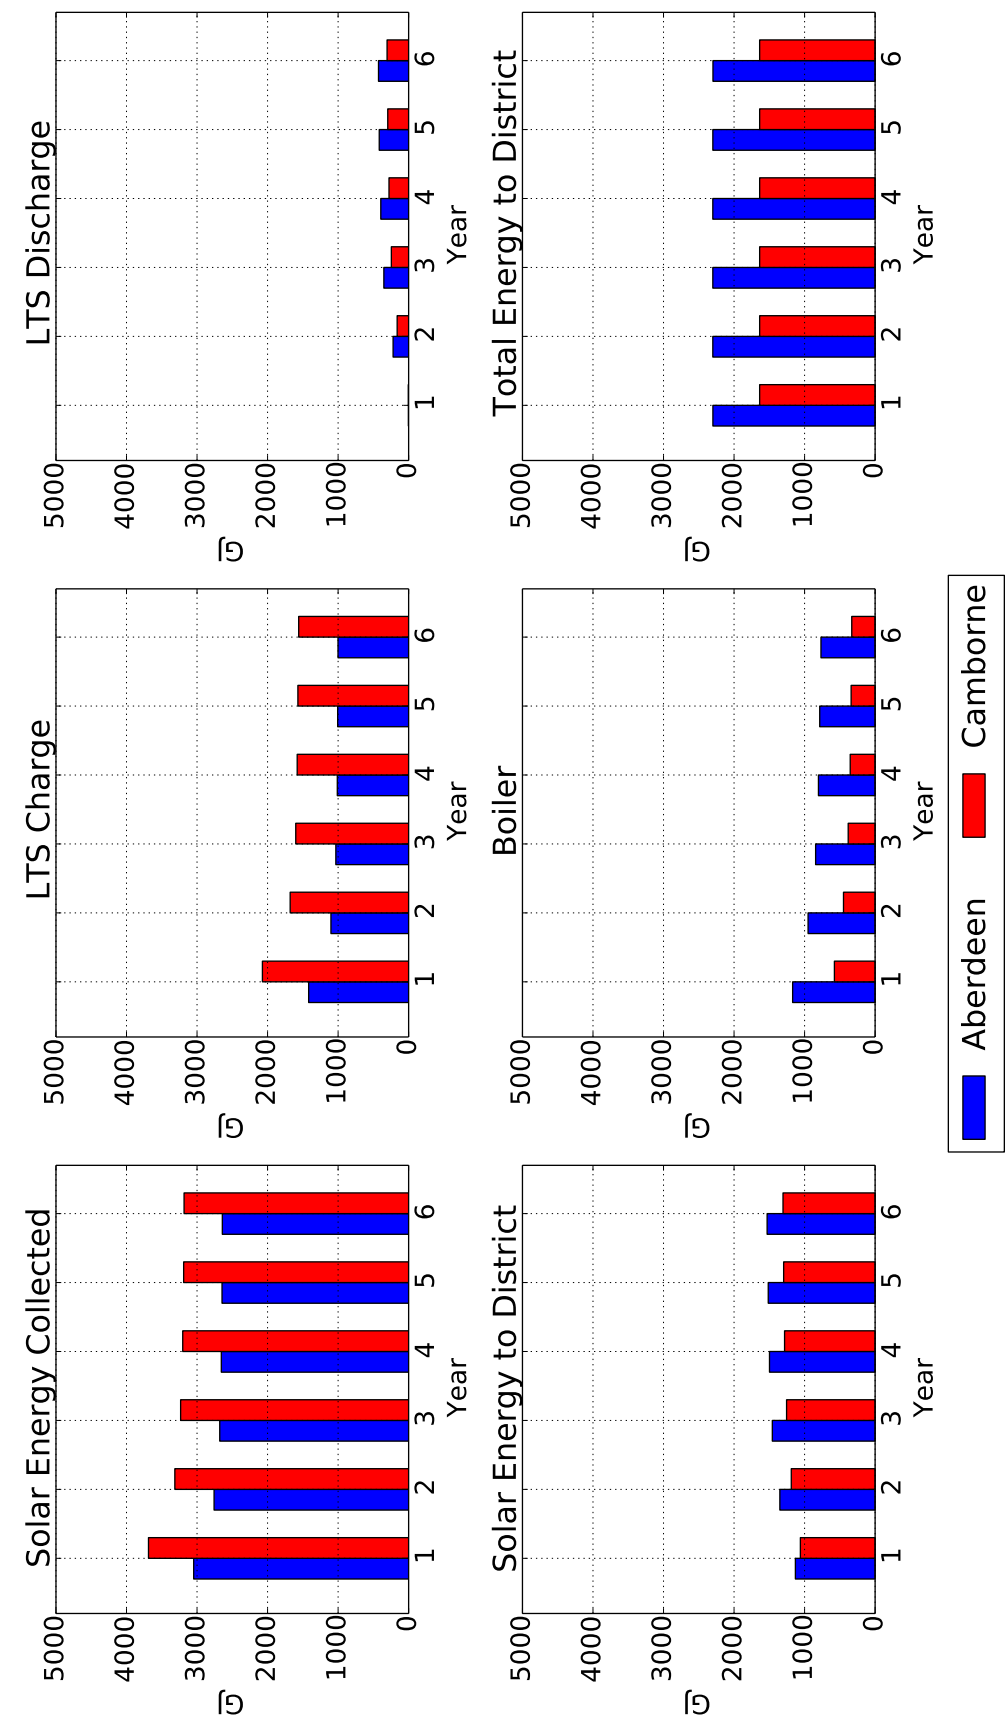 Solar Energy Collected
GJ
5000
4000
3000
2000
1000
0
1 2 3 4 5 6
Year
LTS Charge
GJ
5000
4000
3000
2000
1000
0
1 2 3 4 5 6
Year
LTS Discharge
GJ
5000
4000
3000
2000
1000
0
1 2 3 4 5 6
Year
Solar Energy to District
GJ
5000
4000
3000
2000
1000
0
1 2 3 4 5 6
Year
Boiler
GJ
5000
4000
3000
2000
1000
0
1 2 3 4 5 6
Year
Total Energy to District
GJ
5000
4000
3000
2000
1000
0
1 2 3 4 5 6
Year
Aberdeen Camborne